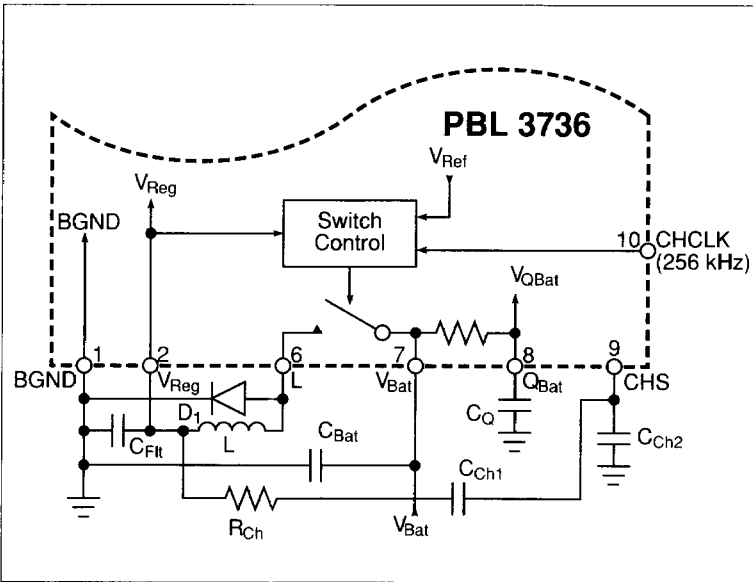 PBL 3736
VRef
VReg
BGND
Switch
Control
10 CHCLK
(256 kHz)
VQBat
1
2
6
7
8
9
BGND
VReg
L
VBat
QBat
CHS
D1
CFlt
L
CBat
CQ
CCh1
CCh2
RCh
VBat